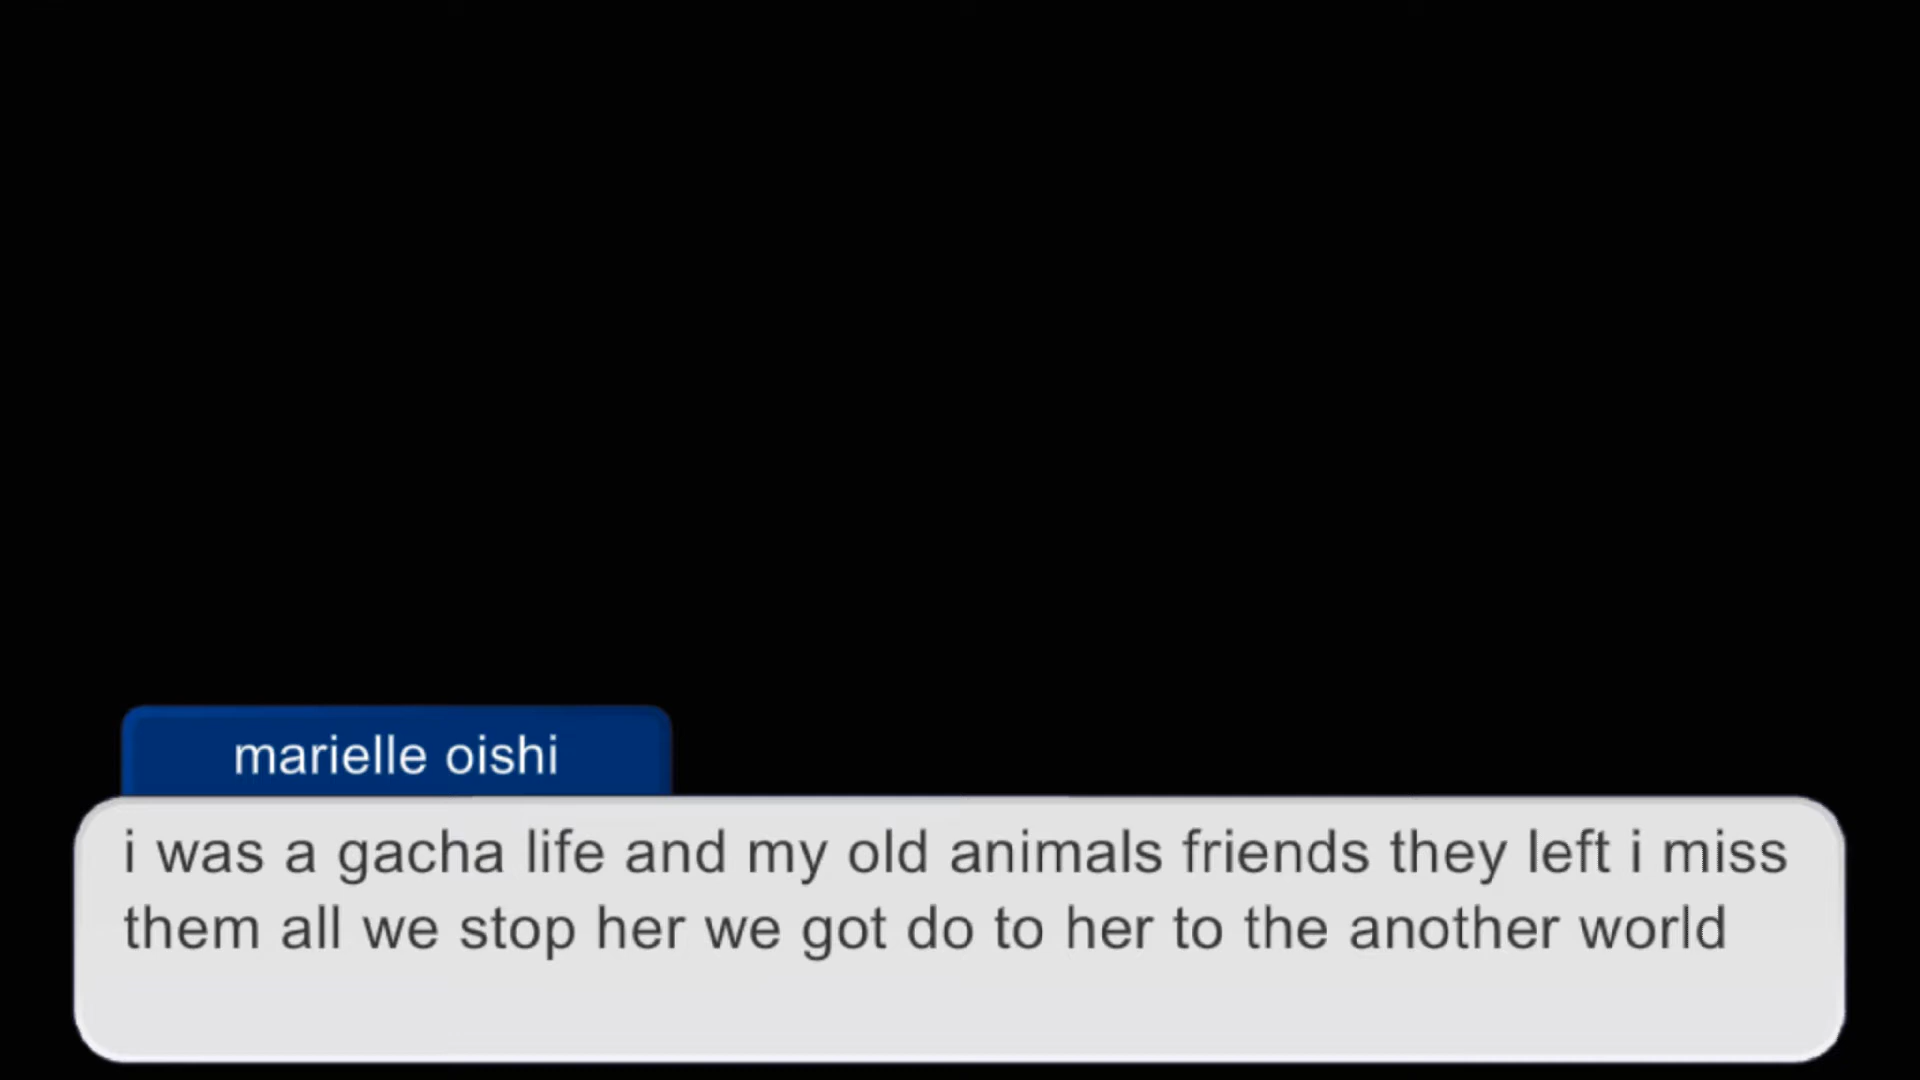 marielle oishi
i was a gacha life and my old animals friends they left i miss
them all we stop her we got do to her to the another world